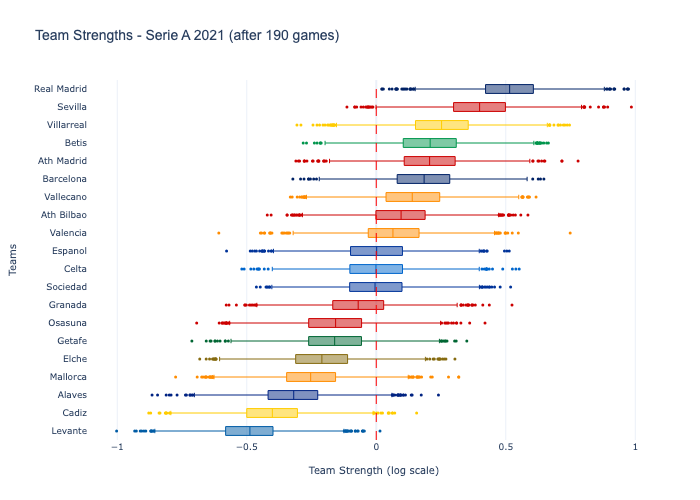 Team Strengths - Serie A 2021 (after 190 games)
Real Madrid
Sevilla
Villarreal
Betis
Ath Madrid
Barcelona
Vallecano
Ath Bilbao
Valencia
Espanol
Celta
Sociedad
Granada
Osasuna
Getafe
Elche
Mallorca
Alaves
Cadiz
Levante
Teams
−1
−0.5
0
0.5
1
Team Strength (log scale)